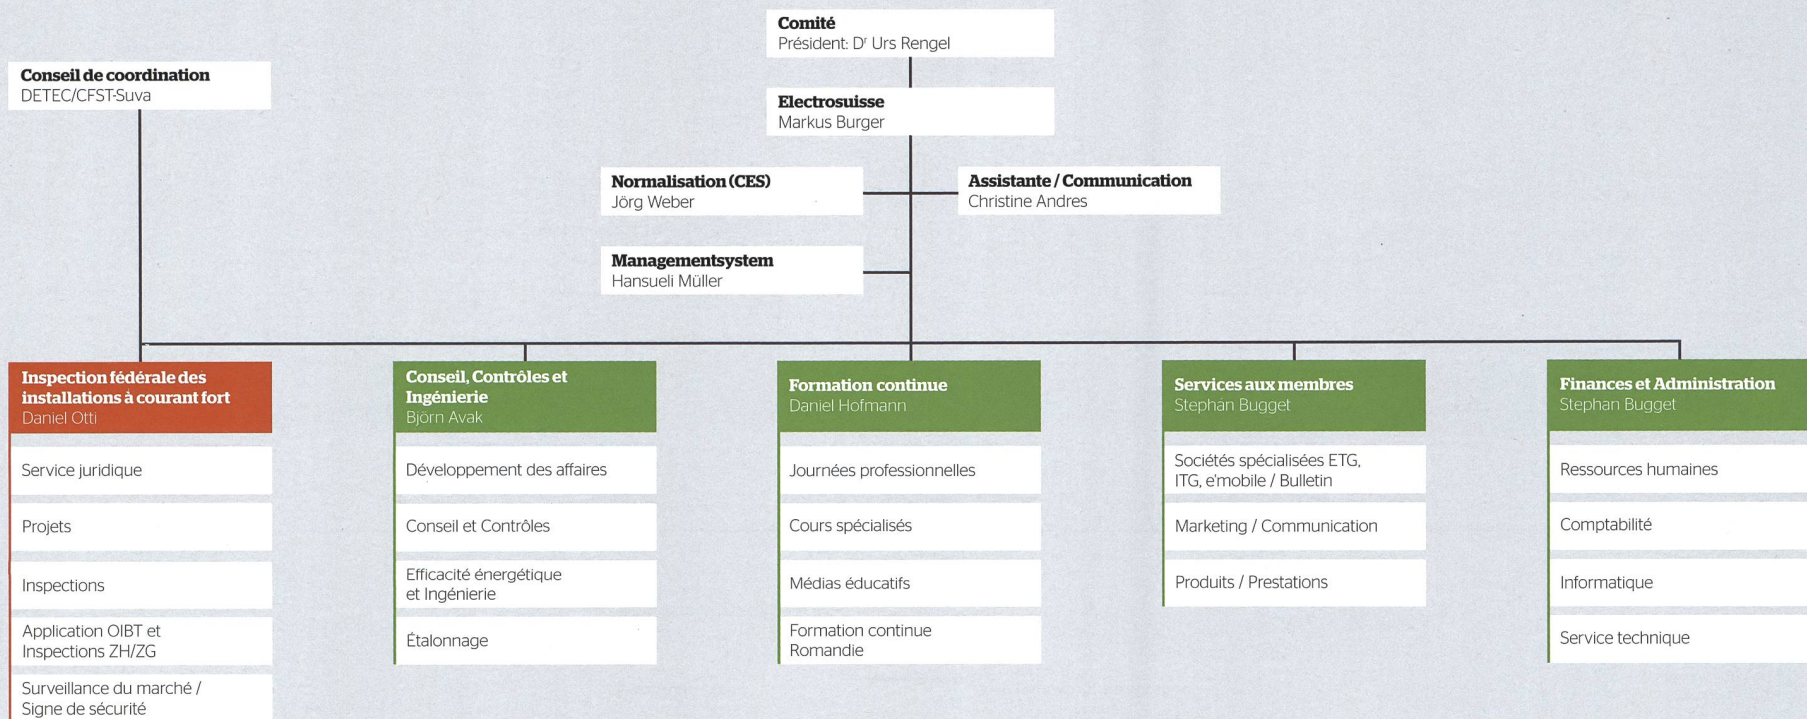 Comité
Président: Dr Urs Rengel
Conseil de coordination
DETEC/CFST-Suva
Electrosuisse
Markus Burger
Normalisation (CES)
Jörg Weber
Assistante / Communication
Christine Andres
Managementsystem
Hansueli Müller
Inspection fédérale des
installations à courant fort
Daniel Otti
Service juridique
Projets
Inspections
Application OIBT et
Inspections ZH/ZG
Surveillance du marché /
Signe de sécurité
Conseil, Contrôles et
Ingénierie
Björn Avak
Développement des affaires
Conseil et Contrôles
Efficacité énergétique
et Ingénierie
Étalonnage
Formation continue
Daniel Hofmann
Journées professionnelles
Cours spécialisés
Médias éducatifs
Formation continue
Romandie
Services aux membres
Stephan Bugget
Sociétés spécialisées ETG,
ITG, e'mobile / Bulletin
Marketing / Communication
Produits / Prestations
Finances et Administration
Stephan Bugget
Ressources humaines
Comptabilité
Informatique
Service technique